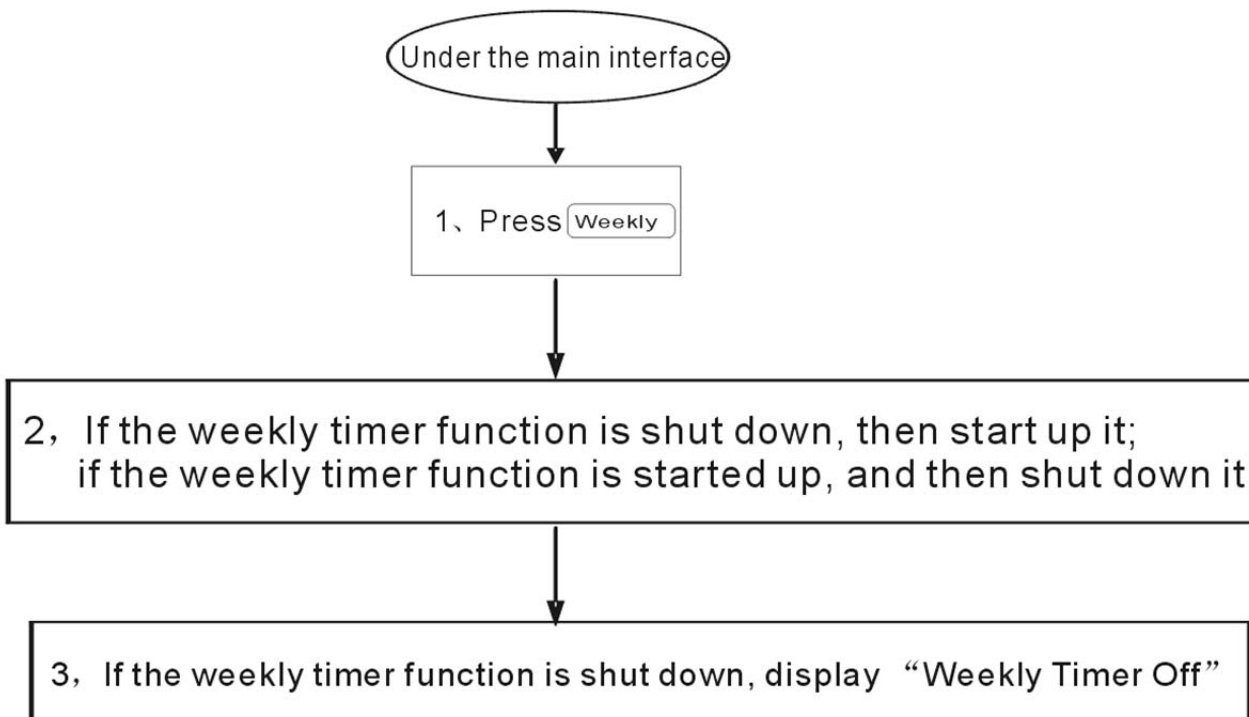 Under the main interface
1、Press Weekly
2，If the weekly timer function is shut down, then start up it;
if the weekly timer function is started up, and then shut down it
3，If the weekly timer function is shut down, display “Weekly Timer Off”